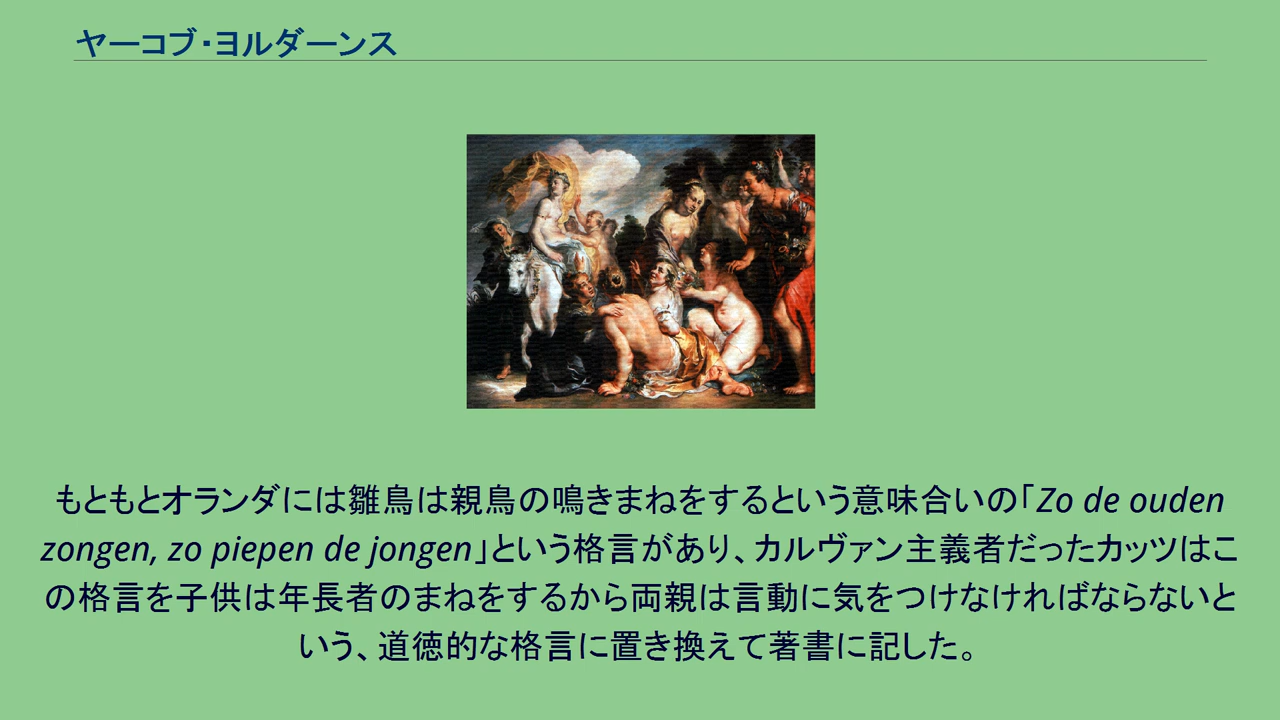 ヤーコブ・ヨルダーンス
もともとオランダには雛鳥は親鳥の鳴きまねをするという意味合いの「Zo de ouden
zongen, zo piepen de jongen」という格言があり、カルヴァン主義者だったカッツはこ
の格言を子供は年長者のまねをするから両親は言動に気をつけなければならないと
いう、道徳的な格言に置き換えて著書に記した。